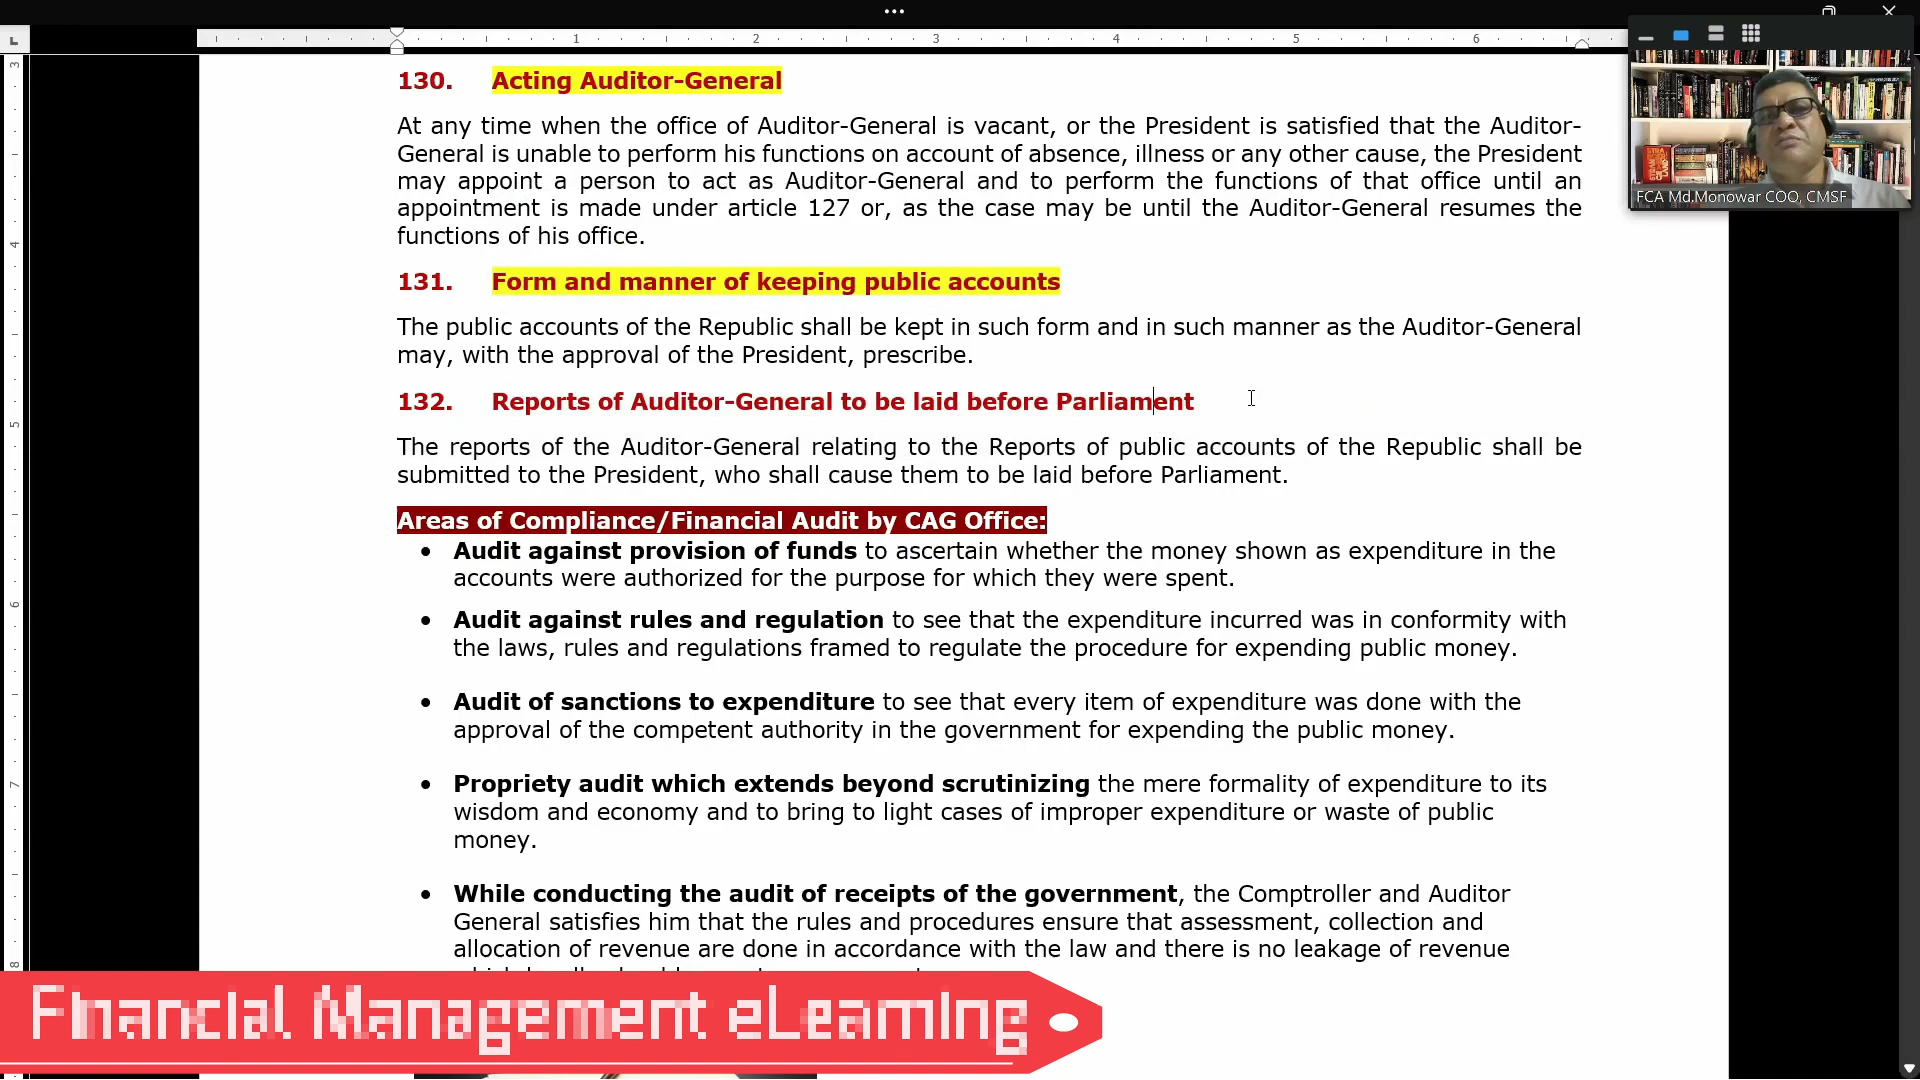 130. Acting Auditor-General
At any time when the office of Auditor-General is vacant, or the President is satisfied that the Auditor-
General is unable to perform his functions on account of absence, illness or any other cause, the President
may appoint a person to act as Auditor-General and to perform the functions of that office until an
appointment is made under article 127 or, as the case may be until the Auditor-General resumes the
functions of his office.
FCA Md.Monowar COO, CMSF
131. Form and manner of keeping public accounts
The public accounts of the Republic shall be kept in such form and in such manner as the Auditor-General
may, with the approval of the President, prescribe.
132. Reports of Auditor-General to be laid before Parliament
The reports of the Auditor-General relating to the Reports of public accounts of the Republic shall be
submitted to the President, who shall cause them to be laid before Parliament.
Areas of Compliance/Financial Audit by CAG Office:
• Audit against provision of funds to ascertain whether the money shown as expenditure in the
accounts were authorized for the purpose for which they were spent.
• Audit against rules and regulation to see that the expenditure incurred was in conformity with
the laws, rules and regulations framed to regulate the procedure for expending public money.
• Audit of sanctions to expenditure to see that every item of expenditure was done with the
approval of the competent authority in the government for expending the public money.
• Propriety audit which extends beyond scrutinizing the mere formality of expenditure to its
wisdom and economy and to bring to light cases of improper expenditure or waste of public
money.
• While conducting the audit of receipts of the government, the Comptroller and Auditor
General satisfies him that the rules and procedures ensure that assessment, collection and
allocation of revenue are done in accordance with the law and there is no leakage of revenue
Financial Management eLearning